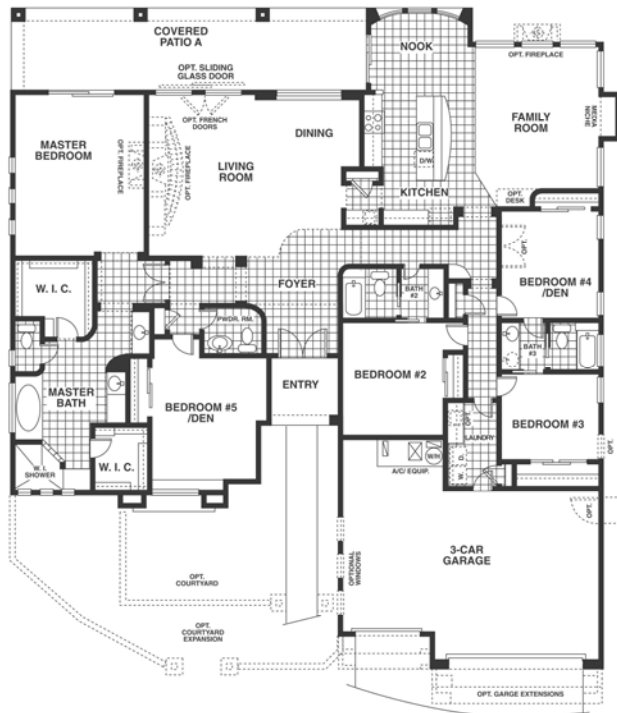 COVERED
PATIO A
OPT. SLIDING
GLASS DOOR
NOOK
OPT. FIREPLACE
OPT. FRENCH
DOORS
DINING
FAMILY
ROOM
MEDIA
NICHE
MASTER
BEDROOM
OPT. FIREPLACE
OPT. FIREPLACE
LIVING
ROOM
D/W
KITCHEN
OPT.
DESK
W. I. C.
FOYER
OPT.
BEDROOM #4
/DEN
BATH
#2
PWDR. RM.
BATH
#3
MASTER
BATH
BEDROOM #5
/DEN
ENTRY
BEDROOM #2
BEDROOM #3
OPT.
LAUNDRY
W. D.
OPT.
W. I. C.
W. I.
SHOWER
A/C/ EQUIP.
W/H
OPT.
3-CAR
GARAGE
OPTIONAL
WINDOWS
OPT.
COURTYARD
OPT.
COURTYARD
EXPANSION
OPT. GARGE EXTENSIONS